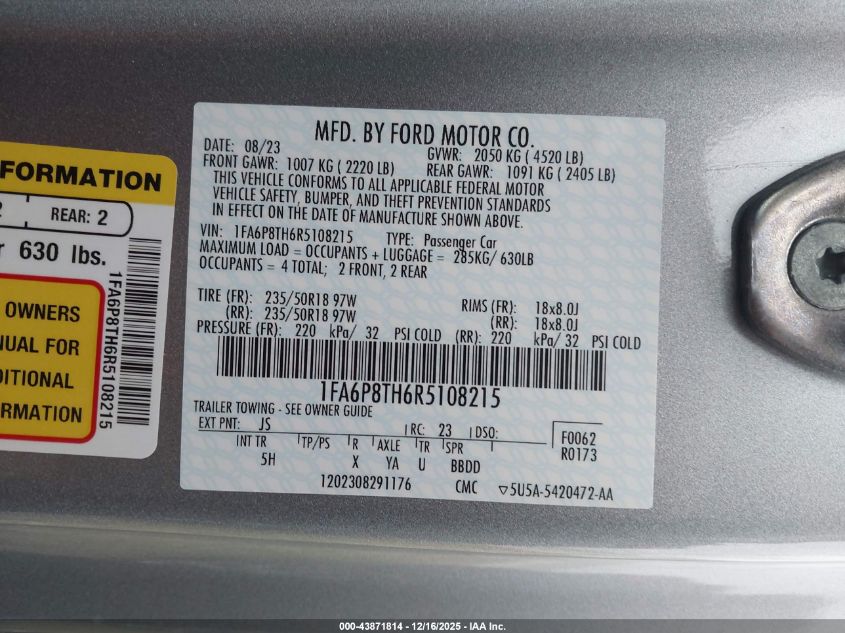 FORMATION
2 REAR: 2
r 630 lbs.
OWNERS
NUAL FOR
DITIONAL
ORMATION
1FA6P8TH6R5108215
MFD. BY FORD MOTOR CO.
DATE: 08/23 GVWR: 2050 KG ( 4520 LB)
FRONT GAWR: 1007 KG ( 2220 LB) REAR GAWR: 1091 KG ( 2405 LB)
THIS VEHICLE CONFORMS TO ALL APPLICABLE FEDERAL MOTOR
VEHICLE SAFETY, BUMPER, AND THEFT PREVENTION STANDARDS
IN EFFECT ON THE DATE OF MANUFACTURE SHOWN ABOVE.
VIN: 1FA6P8TH6R5108215 TYPE: Passenger Car
MAXIMUM LOAD = OCCUPANTS + LUGGAGE = 285KG/ 630LB
OCCUPANTS = 4 TOTAL; 2 FRONT, 2 REAR
TIRE (FR): 235/50R18 97W RIMS (FR): 18x8.0J
(RR): 235/50R18 97W (RR): 18x8.0J
PRESSURE (FR): 220 kPa/ 32 PSI COLD (RR): 220 kPa/ 32 PSI COLD
1FA6P8TH6R5108215
TRAILER TOWING - SEE OWNER GUIDE
EXT PNT: JS RC: 23 DSO: F0062
R0173
INT TR TP/PS R AXLE TR SPR
5H X YA U BBDD
1202308291176 CMC ▽5U5A-5420472-AA
000-43871814 - 12/16/2025 - IAA Inc.